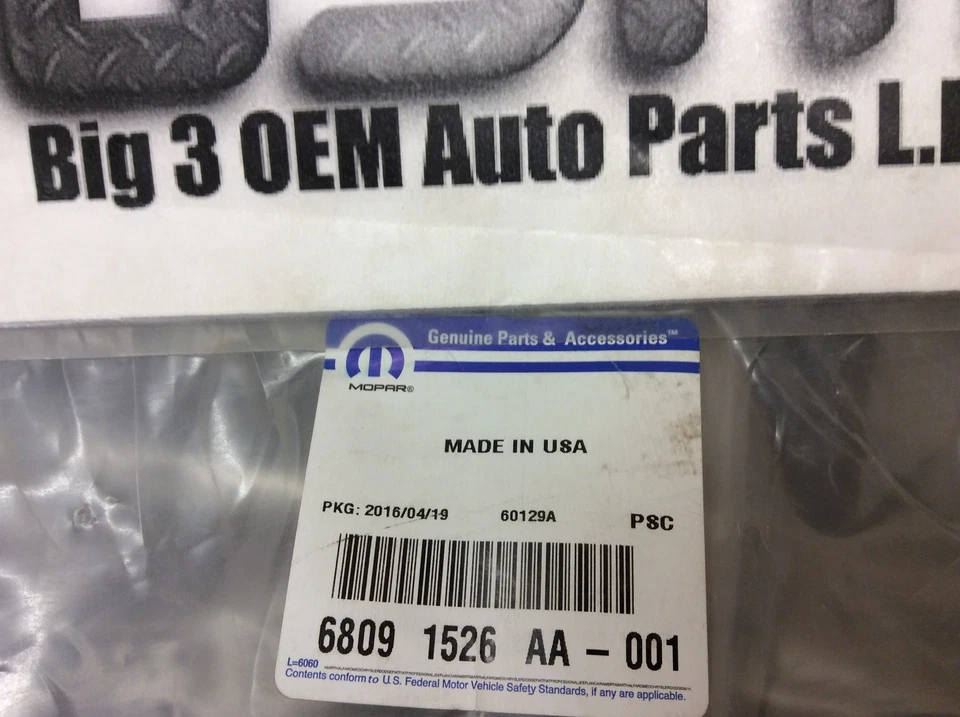 Big 3 OEM Auto Parts L.
Genuine Parts & Accessories™
MOPAR®
MADE IN USA
PKG: 2016/04/19 60129A PSC
6809 1526 AA – 001
L=6060
Contents conform to U.S. Federal Motor Vehicle Safety Standards, if any are applicable.